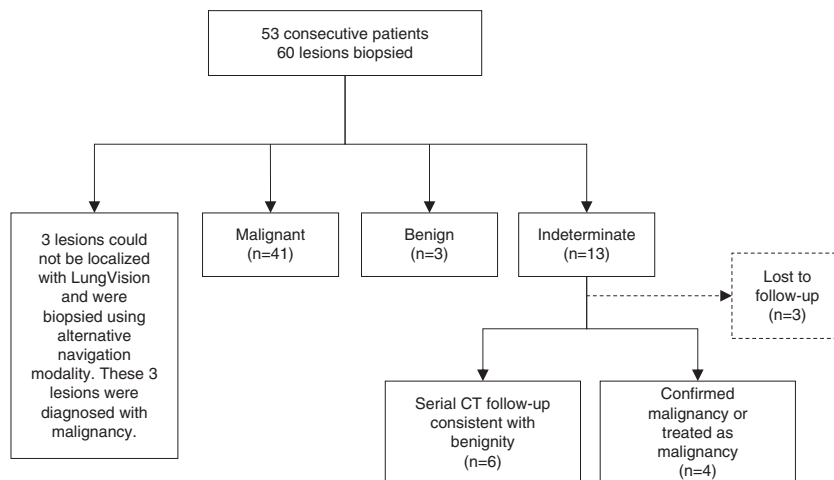 53 consecutive patients
60 lesions biopsied
3 lesions could
not be localized
with LungVision
and were
biopsied using
alternative
navigation
modality. These 3
lesions were
diagnosed with
malignancy.
Malignant
(n=41)
Benign
(n=3)
Indeterminate
(n=13)
Lost to
follow-up
(n=3)
Serial CT follow-up
consistent with
benignity
(n=6)
Confirmed
malignancy or
treated as
malignancy
(n=4)